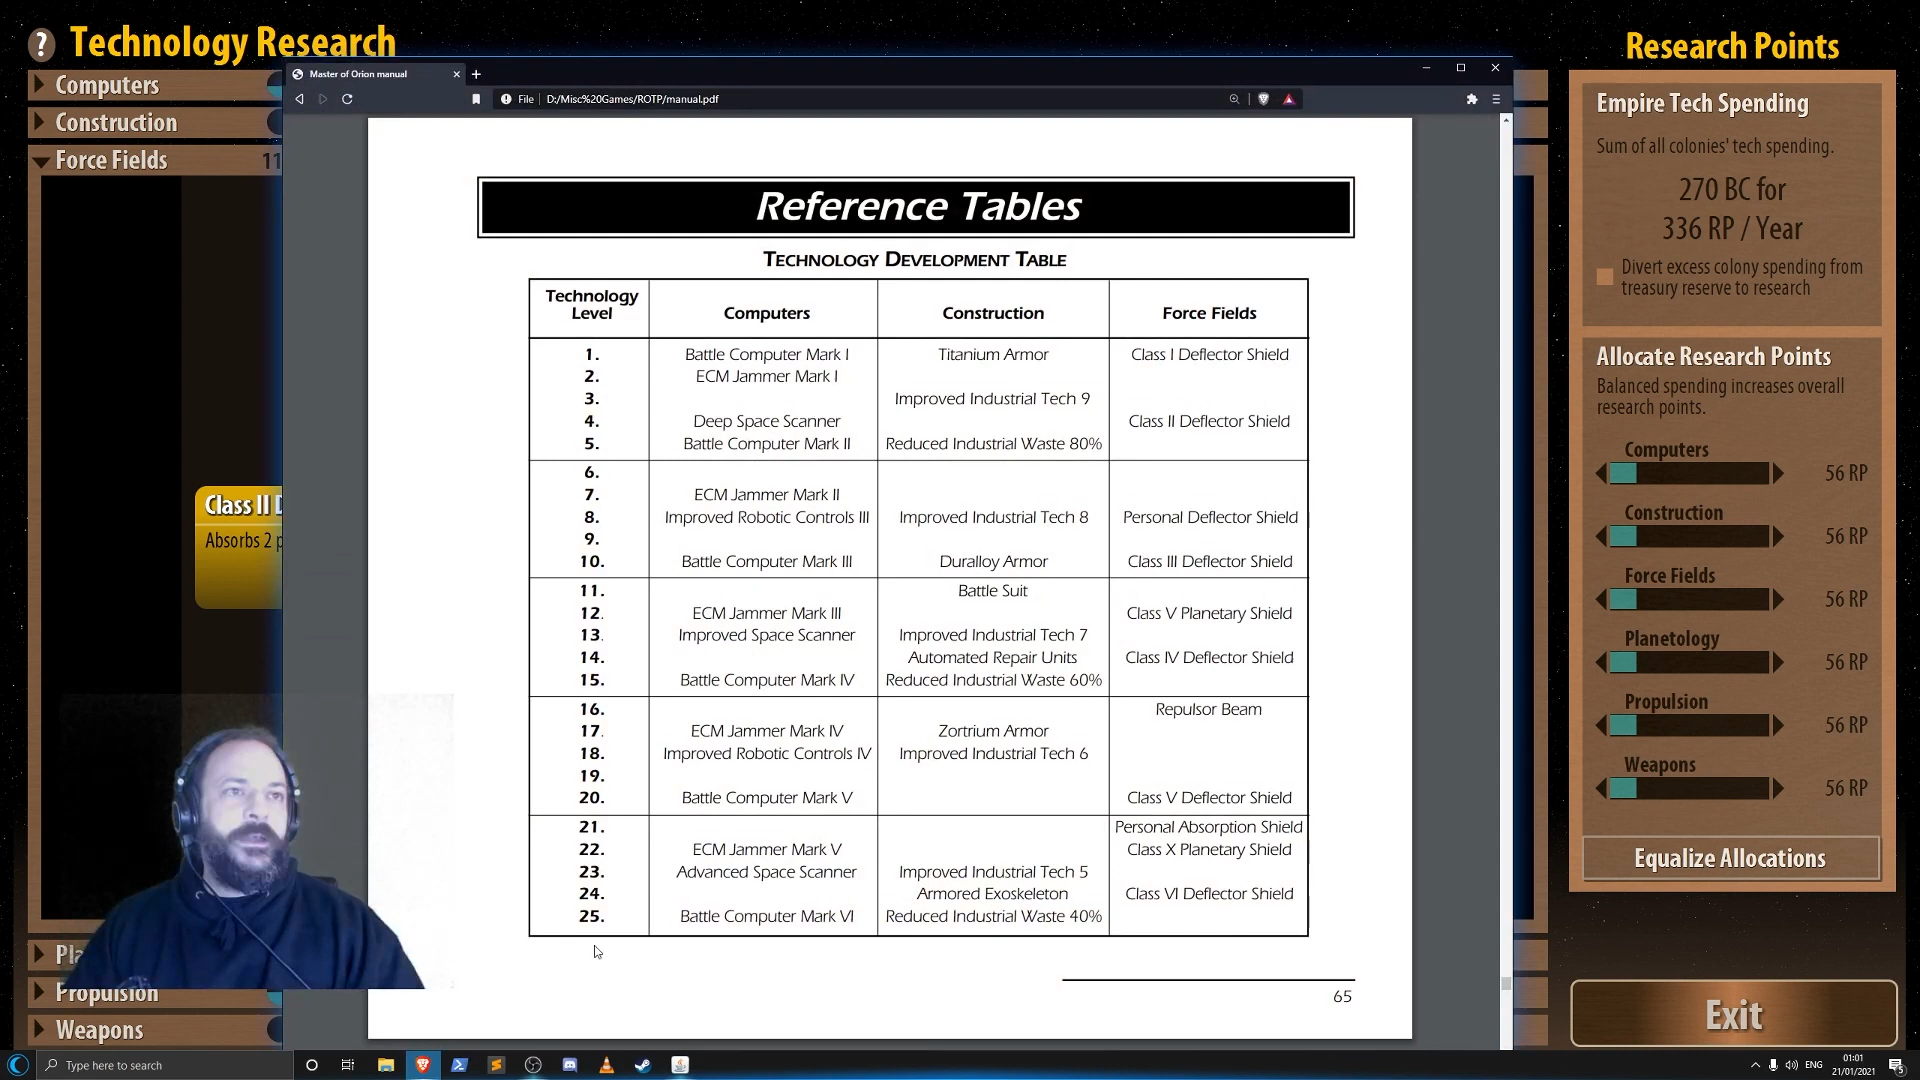 ? Technology Research
Computers
Construction
Force Fields 11
Class II D
Absorbs 2 p
Pla
Propulsion
Weapons
Master of Orion manual
File D:/Misc%20Games/ROTP/manual.pdf
Reference Tables
TECHNOLOGY DEVELOPMENT TABLE
Technology Level Computers Construction Force Fields
1. Battle Computer Mark I Titanium Armor Class I Deflector Shield
2. ECM Jammer Mark I
3. Improved Industrial Tech 9
4. Deep Space Scanner Class II Deflector Shield
5. Battle Computer Mark II Reduced Industrial Waste 80%
6.
7. ECM Jammer Mark II
8. Improved Robotic Controls III Improved Industrial Tech 8 Personal Deflector Shield
9.
10. Battle Computer Mark III Duralloy Armor Class III Deflector Shield
11. Battle Suit
12. ECM Jammer Mark III Class V Planetary Shield
13. Improved Space Scanner Improved Industrial Tech 7
14. Automated Repair Units Class IV Deflector Shield
15. Battle Computer Mark IV Reduced Industrial Waste 60%
16. Repulsor Beam
17. ECM Jammer Mark IV Zortrium Armor
18. Improved Robotic Controls IV Improved Industrial Tech 6
19.
20. Battle Computer Mark V Class V Deflector Shield
21. Personal Absorption Shield
22. ECM Jammer Mark V Class X Planetary Shield
23. Advanced Space Scanner Improved Industrial Tech 5
24. Armored Exoskeleton Class VI Deflector Shield
25. Battle Computer Mark VI Reduced Industrial Waste 40%
65
Research Points
Empire Tech Spending
Sum of all colonies' tech spending.
270 BC for
336 RP / Year
Divert excess colony spending from
treasury reserve to research
Allocate Research Points
Balanced spending increases overall
research points.
Computers
56 RP
Construction
56 RP
Force Fields
56 RP
Planetology
56 RP
Propulsion
56 RP
Weapons
56 RP
Equalize Allocations
Exit
Type here to search
ENG
01:01
21/01/2021
5